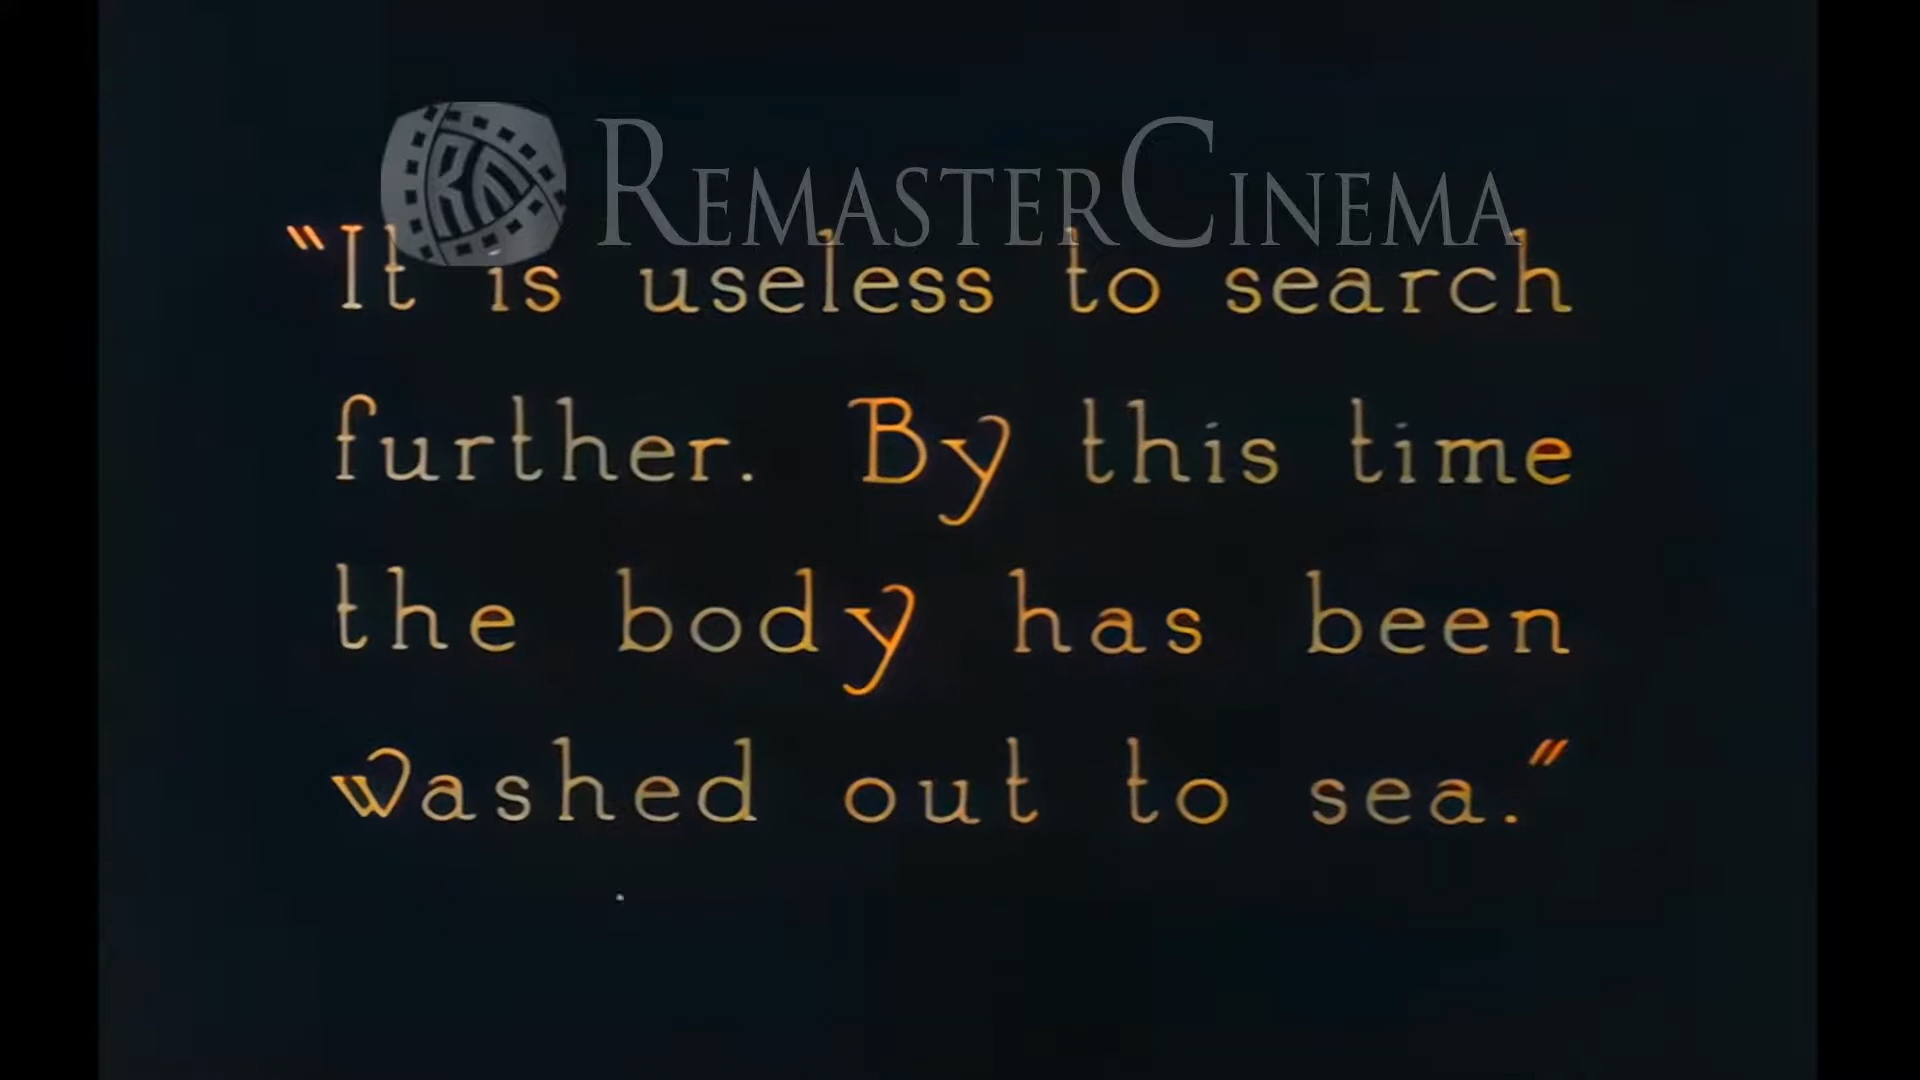 REMASTERCINEMA
"It is useless to search
further. By this time
the body has been
washed out to sea."